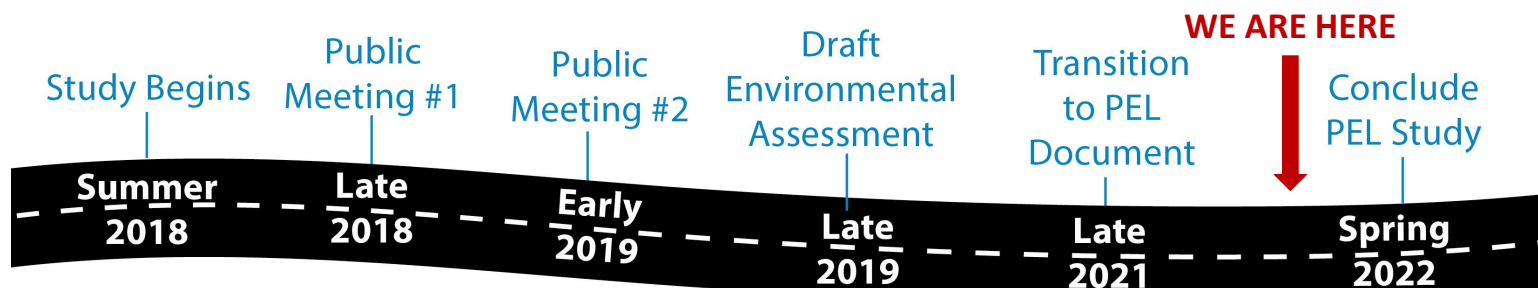 Study Begins
Summer
2018
Public
Meeting #1
Late
2018
Public
Meeting #2
Early
2019
Draft
Environmental
Assessment
Late
2019
Transition
to PEL
Document
Late
2021
WE ARE HERE
Conclude
PEL Study
Spring
2022